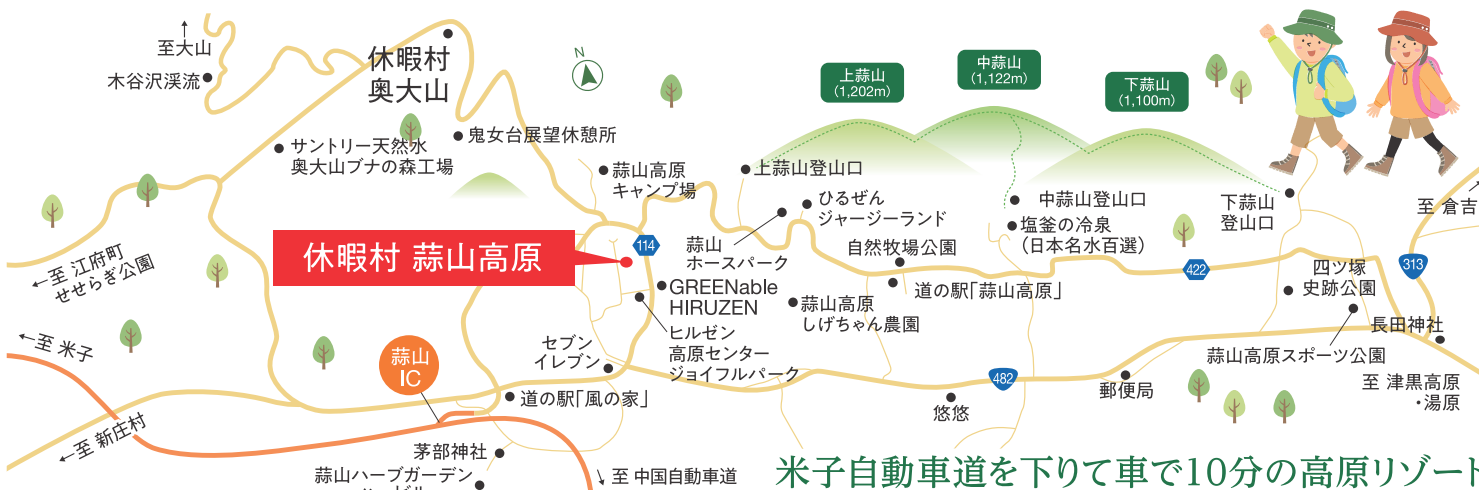 至大山
木谷沢渓流
休暇村
奥大山
N
サントリー天然水
奥大山ブナの森工場
鬼女台展望休憩所
蒜山高原
キャンプ場
上蒜山
(1,202m)
中蒜山
(1,122m)
下蒜山
(1,100m)
上蒜山登山口
ひるぜん
ジャージーランド
蒜山
ホースパーク
中蒜山登山口
塩釜の冷泉
(日本名水百選)
下蒜山
登山口
至 倉吉
自然牧場公園
道の駅「蒜山高原」
422
313
四ツ塚
史跡公園
長田神社
蒜山高原スポーツ公園
至 津黒高原
・湯原
休暇村 蒜山高原
114
GREENable
HIRUZEN
蒜山高原
しげちゃん農園
ヒルゼン
高原センター
ジョイフルパーク
セブン
イレブン
至 江府町
せせらぎ公園
至 米子
蒜山
IC
道の駅「風の家」
482
悠悠
郵便局
至 新庄村
茅部神社
蒜山ハーブガーデン
至 中国自動車道
米子自動車道を下りて車で10分の高原リゾート